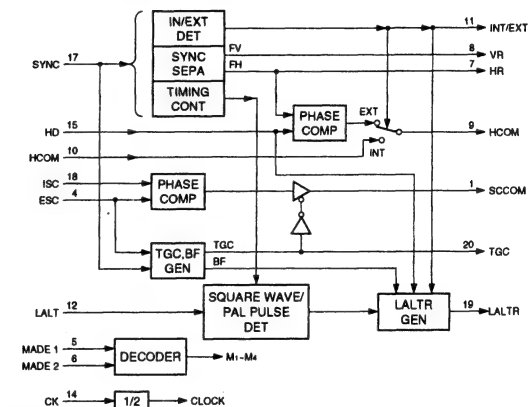 IN/EXT
DET
11
INT/EXT
SYNC
17
SYNC
SEPA
FV
8
VR
FH
7
HR
TIMING
CONT
EXT
PHASE
COMP
HD
15
9
HCOM
HCOM
10
INT
ISC
18
PHASE
COMP
1
SCCOM
ESC
4
TGC,BF
GEN
TGC
20
TGC
BF
SQUARE WAVE/
PAL PULSE
DET
LALTR
GEN
LALT
12
19
LALTR
MADE 1
5
MADE 2
6
DECODER
M1-M4
CK
14
1/2
CLOCK